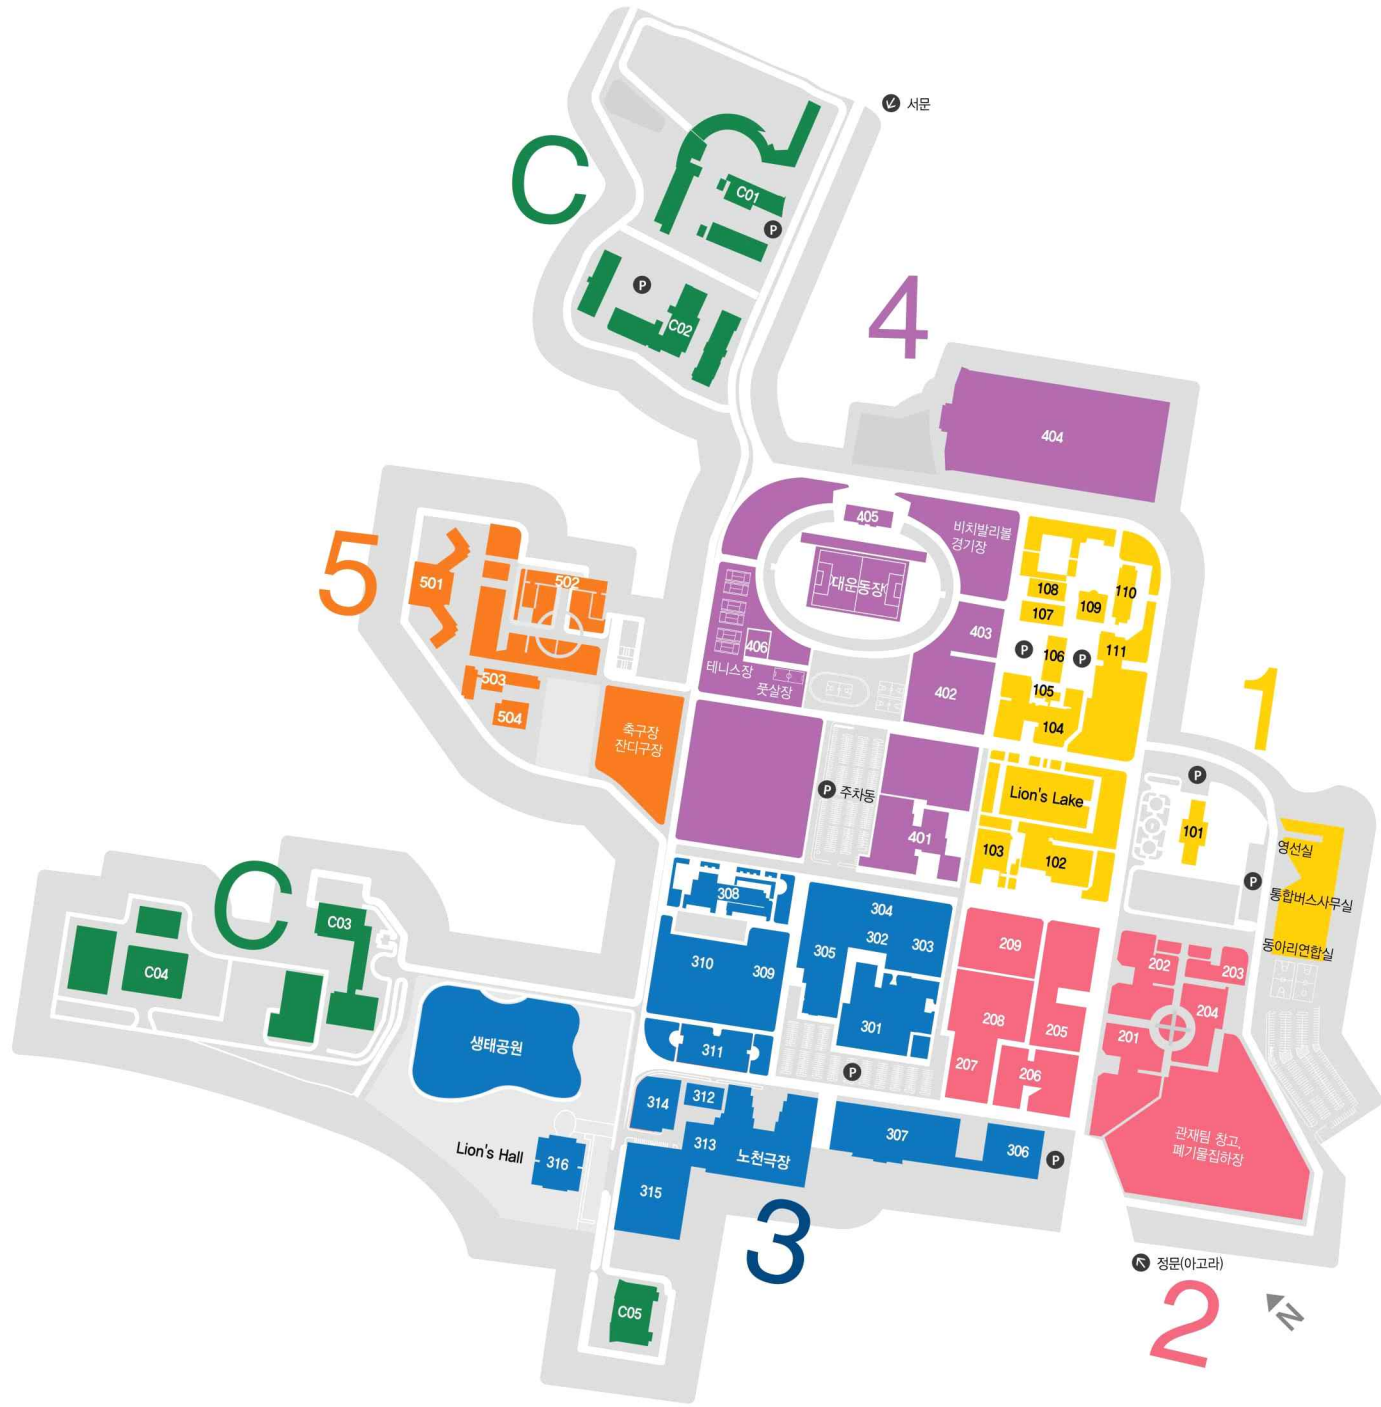 서문
C
C01
P
P
C02
4
404
405
비치발리볼
경기장
대운동장
5
501
502
503
504
축구장
잔디구장
406
테니스장
풋살장
403
402
108
107
109
110
P
106
P
111
105
104
1
P
주차동
401
Lion's Lake
103
102
P
101
P
영선실
통합버스사무실
동아리연합실
C
C03
C04
생태공원
308
304
302
303
305
310
309
301
311
P
209
208
205
207
206
202
203
204
201
관재팀 창고,
폐기물집하장
314
312
313
노천극장
307
306
P
Lion's Hall
316
315
3
C05
정문(아고라)
2
N